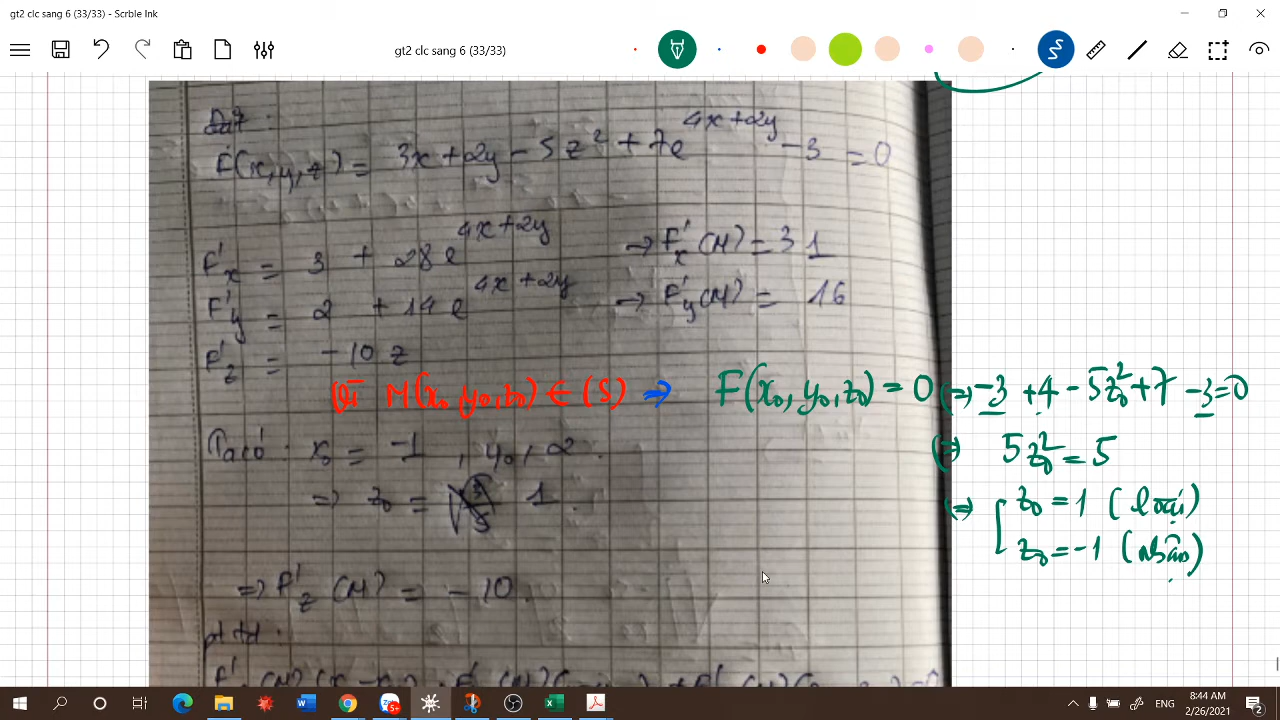 gt2 clc sang 6 (33/33) - Scrble Ink
gt2 clc sang 6 (33/33)
Đặt :
F(x,y,z) = 3x + 2y - 5z² + 7e^{4x+2y} - 3 = 0
F'x = 3 + 28e^{4x+2y} → F'x(M) = 31
F'y = 2 + 14e^{4x+2y} → F'y(M) = 16
F'z = -10z
Vì M(x₀, y₀, z₀) ∈ (S) ⇒ F(x₀, y₀, z₀) = 0 (=) -3 + 4 - 5z₀² + 7 - 3 = 0
(=) 5z₀² = 5
(=) [ z₀ = 1 (loại)
z₀ = -1 (nhận)
Ta có : x₀ = -1 , y₀ , 2 .
=> z₀ = 1 .
=> F'z(M) = -10 .
pt td :
ENG
8:44 AM
2/26/2021